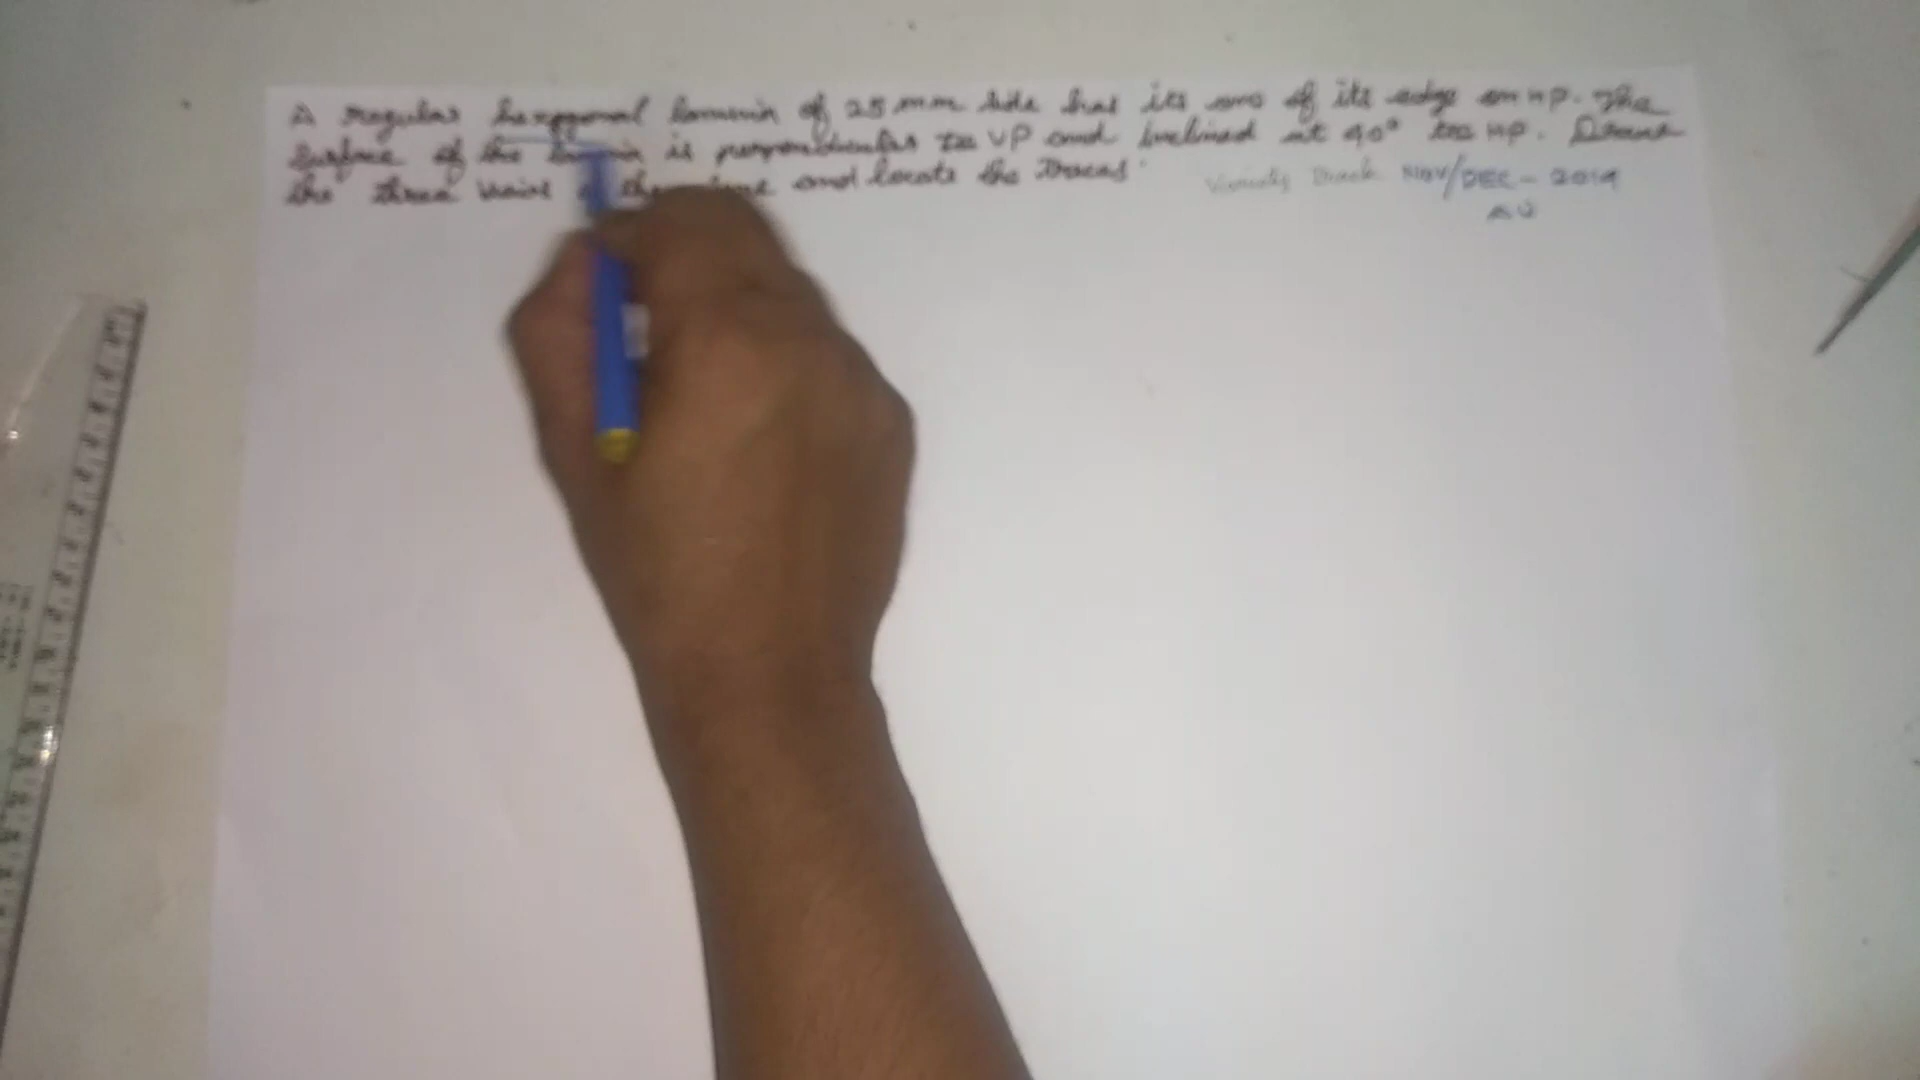 A regular hexagonal lamina of 25 mm side has its one of its edge on HP. The
Surface of the is perpendicular to VP and inclined at 40° to HP. Draw
the three views and locate the Traces. NOV/DEC - 2019
AU